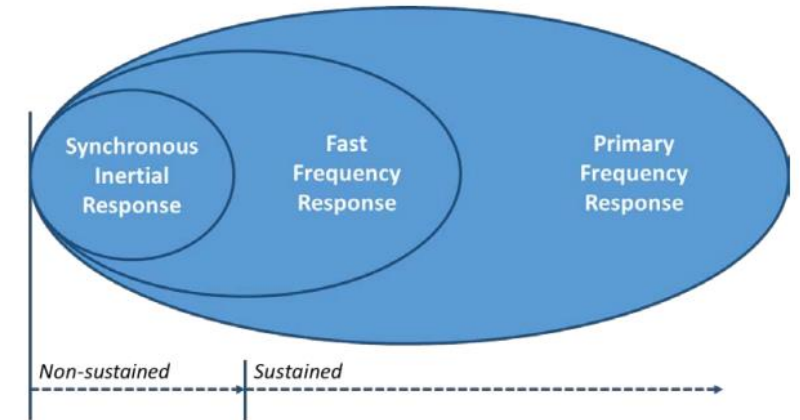 Synchronous
Inertial
Response
Fast
Frequency
Response
Primary
Frequency
Response
Non-sustained
Sustained